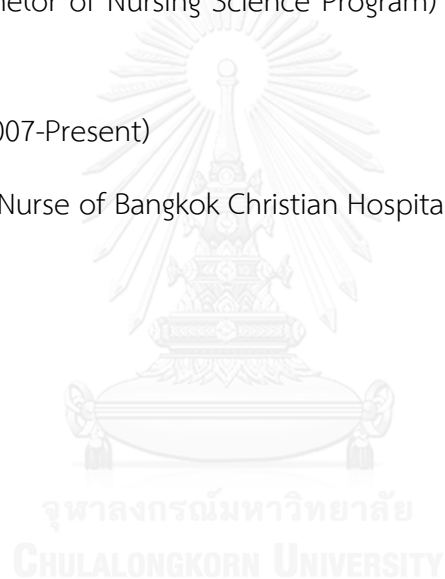 helor of Nursing Science Program)
007-Present)
Nurse of Bangkok Christian Hospita
จุฬาลงกรณ์มหาวิทยาลัย
CHULALONGKORN UNIVERSITY